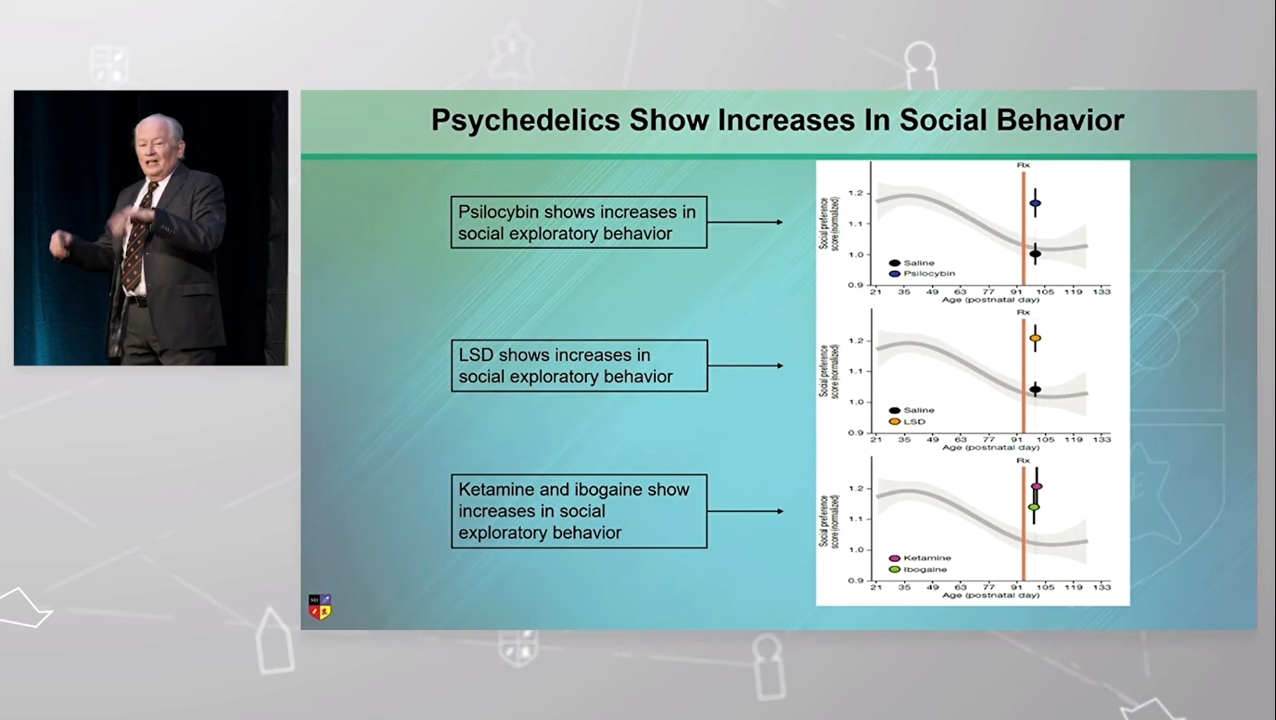 Psychedelics Show Increases In Social Behavior
Psilocybin shows increases in
social exploratory behavior
Rx
Social preference
score (normalized)
1.2
1.1
1.0
0.9
Saline
Psilocybin
21 35 49 63 77 91 105 119 133
Age (postnatal day)
LSD shows increases in
social exploratory behavior
Rx
Social preference
score (normalized)
1.2
1.1
1.0
0.9
Saline
LSD
21 35 49 63 77 91 105 119 133
Age (postnatal day)
Ketamine and ibogaine show
increases in social
exploratory behavior
Rx
Social preference
score (normalized)
1.2
1.1
1.0
0.9
Ketamine
Ibogaine
21 35 49 63 77 91 105 119 133
Age (postnatal day)